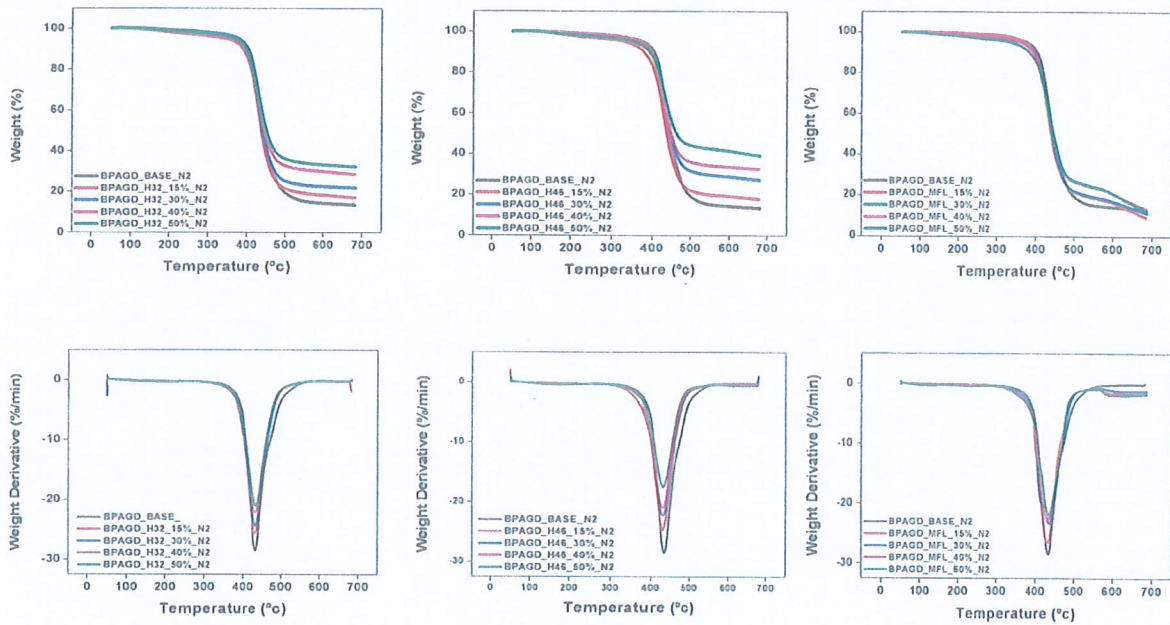 100
80
60
40
20
0
Weight (%)
BPAGD_BASE_N2
BPAGD_H32_15%_N2
BPAGD_H32_30%_N2
BPAGD_H32_40%_N2
BPAGD_H32_50%_N2
0 100 200 300 400 500 600 700
Temperature (ºc)
100
80
60
40
20
0
Weight (%)
BPAGD_BASE_N2
BPAGD_H46_15%_N2
BPAGD_H46_30%_N2
BPAGD_H46_40%_N2
BPAGD_H46_50%_N2
0 100 200 300 400 500 600 700
Temperature (ºc)
100
80
60
40
20
0
Weight (%)
BPAGD_BASE_N2
BPAGD_MFL_15%_N2
BPAGD_MFL_30%_N2
BPAGD_MFL_40%_N2
BPAGD_MFL_50%_N2
0 100 200 300 400 500 600 700
Temperature (ºc)
0
-10
-20
-30
Weight Derivative (%/min)
BPAGD_BASE_
BPAGD_H32_15%_N2
BPAGD_H32_30%_N2
BPAGD_H32_40%_N2
BPAGD_H32_50%_N2
0 100 200 300 400 500 600 700
Temperature (ºc)
0
-10
-20
-30
Weight Derivative (%/min)
BPAGD_BASE_N2
BPAGD_H46_15%_N2
BPAGD_H46_30%_N2
BPAGD_H46_40%_N2
BPAGD_H46_50%_N2
0 100 200 300 400 500 600 700
Temperature (ºc)
0
-10
-20
-30
Weight Derivative (%/min)
BPAGD_BASE_N2
BPAGD_MFL_15%_N2
BPAGD_MFL_30%_N2
BPAGD_MFL_40%_N2
BPAGD_MFL_50%_N2
0 100 200 300 400 500 600 700
Temperature (ºc)